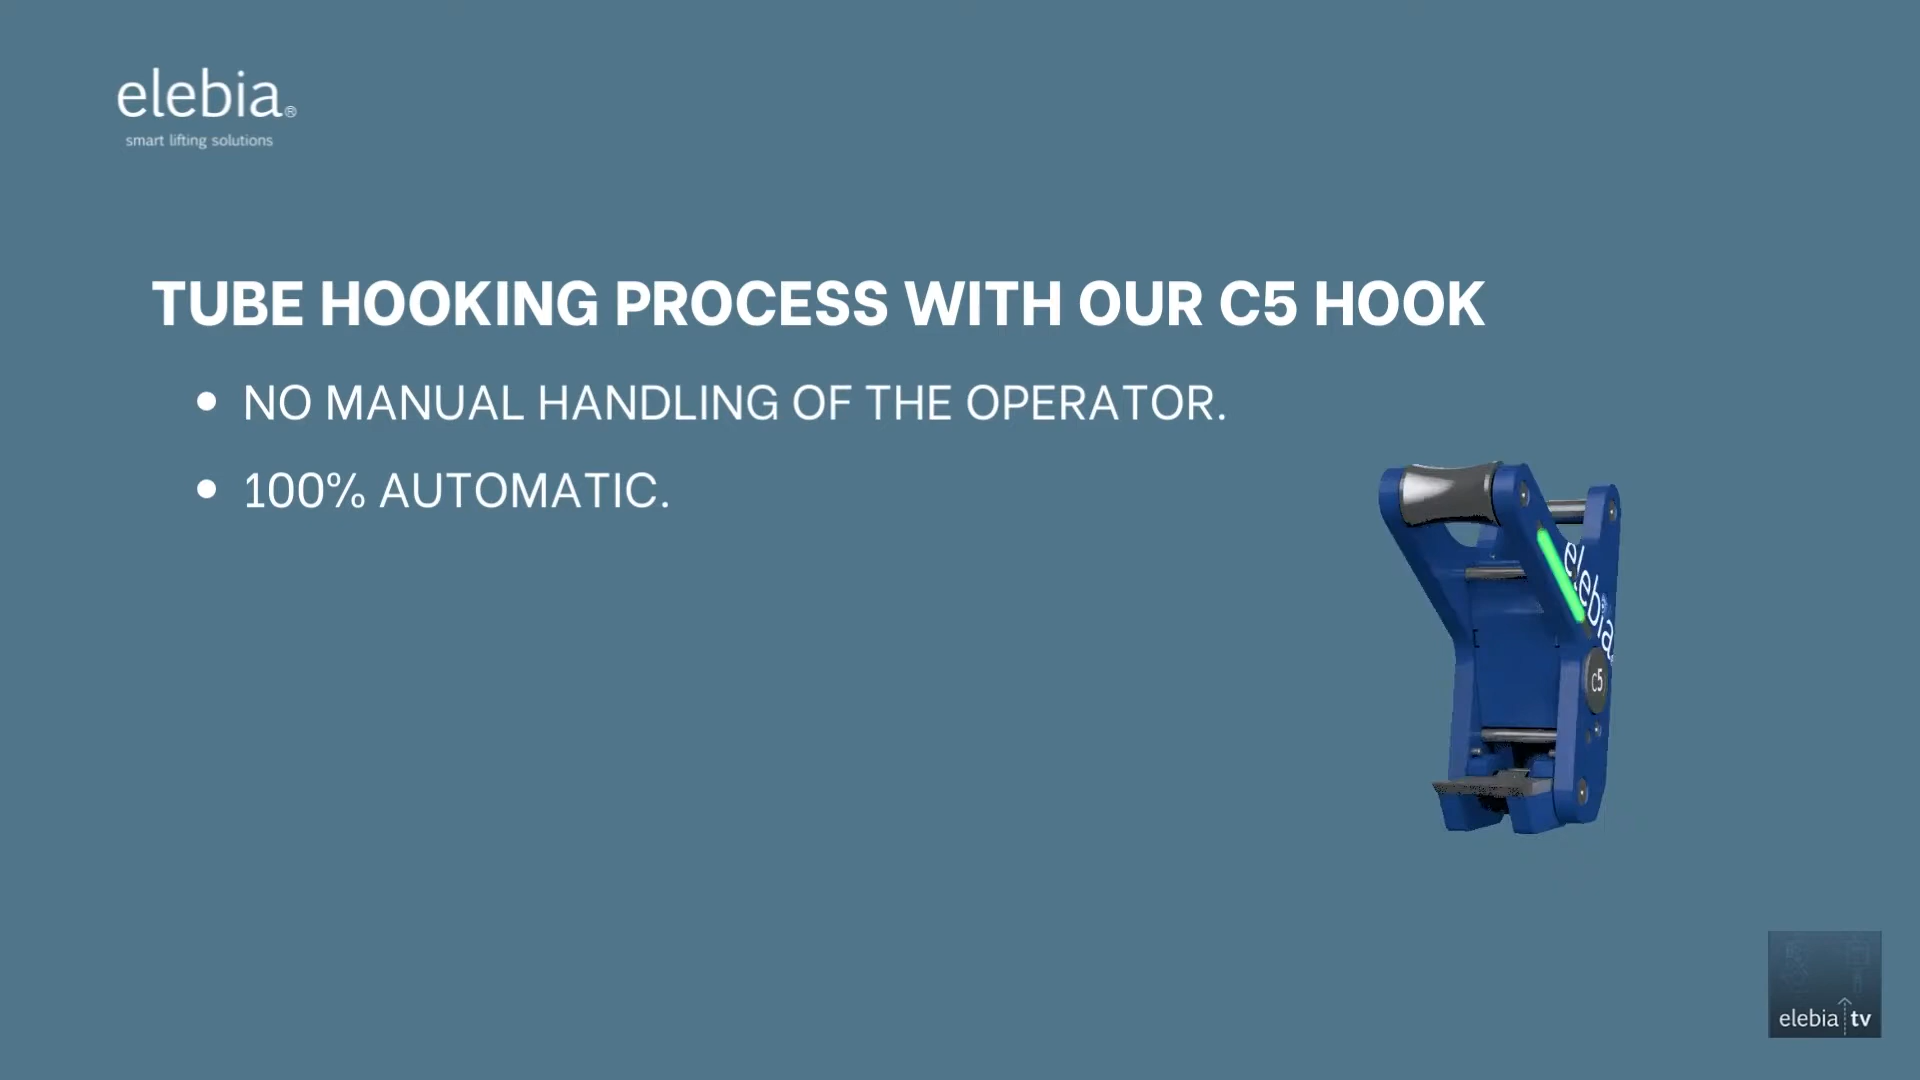 elebia®
smart lifting solutions
TUBE HOOKING PROCESS WITH OUR C5 HOOK
• NO MANUAL HANDLING OF THE OPERATOR.
• 100% AUTOMATIC.
elebia
C5
elebia tv